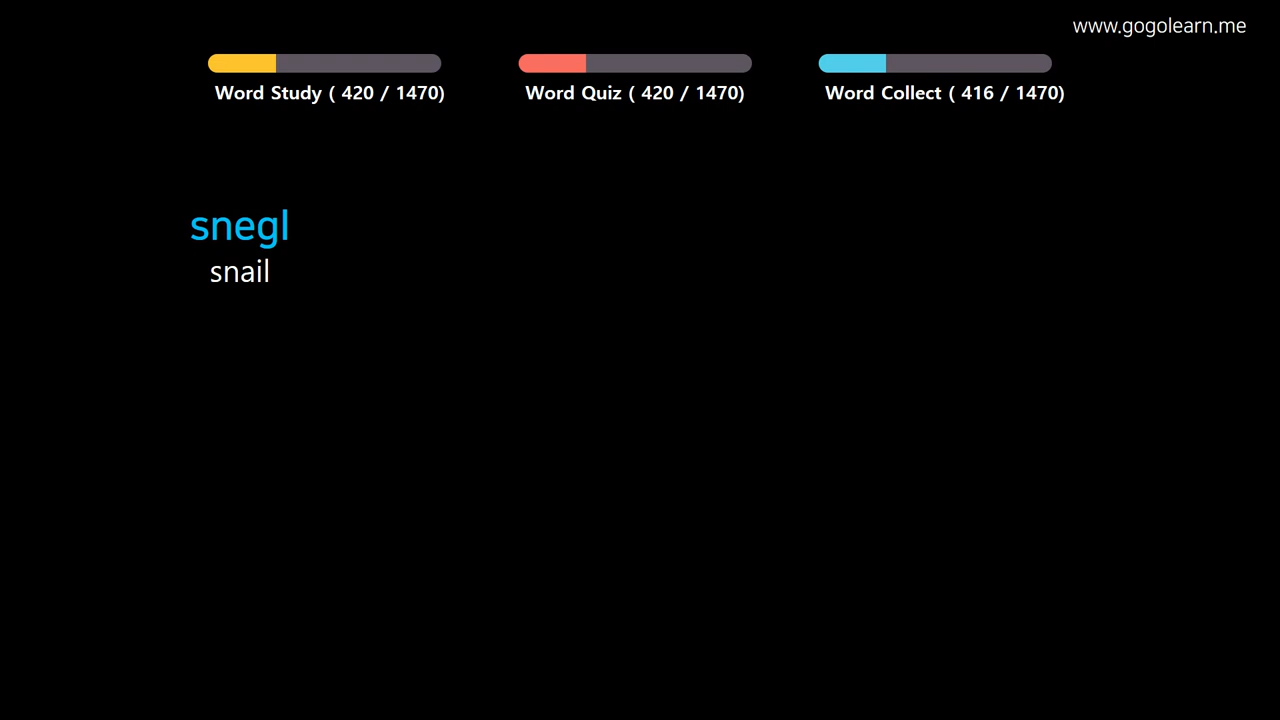 www.gogolearn.me
Word Study ( 420 / 1470)
Word Quiz ( 420 / 1470)
Word Collect ( 416 / 1470)
snegl
snail